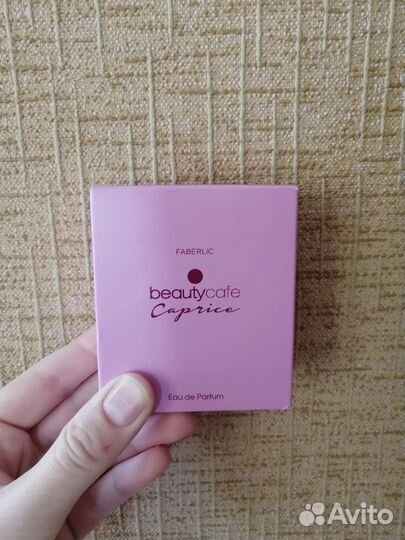 FABERLIC
beautycafe
Caprice
Eau de Parfum
Avito